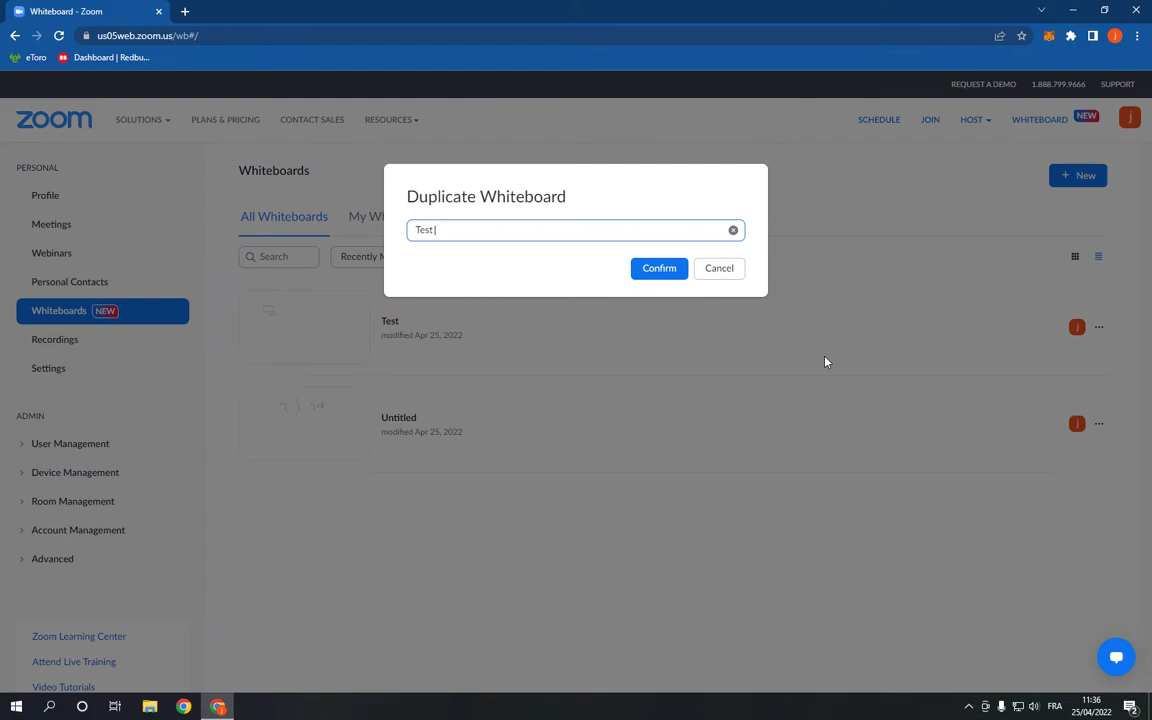 Whiteboard - Zoom
us05web.zoom.us/wb#/
eToro Dashboard | Redbu...
REQUEST A DEMO 1.888.799.9666 SUPPORT
zoom SOLUTIONS PLANS & PRICING CONTACT SALES RESOURCES SCHEDULE JOIN HOST WHITEBOARD NEW j
PERSONAL
Profile
Meetings
Webinars
Personal Contacts
Whiteboards NEW
Recordings
Settings
ADMIN
User Management
Device Management
Room Management
Account Management
Advanced
Zoom Learning Center
Attend Live Training
Video Tutorials
Whiteboards
+ New
All Whiteboards My Wh
Search Recently M
Duplicate Whiteboard
Test
Confirm Cancel
Test
modified Apr 25, 2022
j
Untitled
modified Apr 25, 2022
j
FRA
11:36
25/04/2022
2